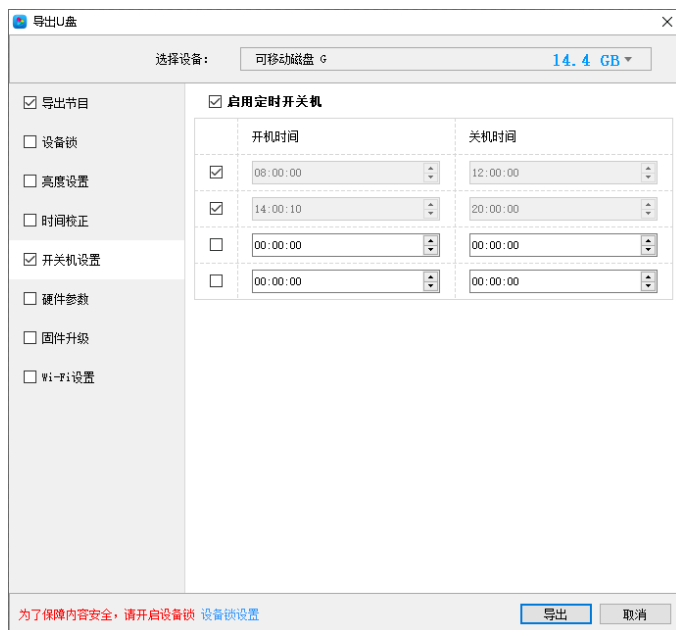 导出U盘
选择设备: 可移动磁盘 G 14.4 GB
导出节目
设备锁
亮度设置
时间校正
开关机设置
硬件参数
固件升级
Wi-Fi设置
启用定时开关机
开机时间 关机时间
08:00:00 12:00:00
14:00:10 20:00:00
00:00:00 00:00:00
00:00:00 00:00:00
为了保障内容安全，请开启设备锁 设备锁设置
导出 取消